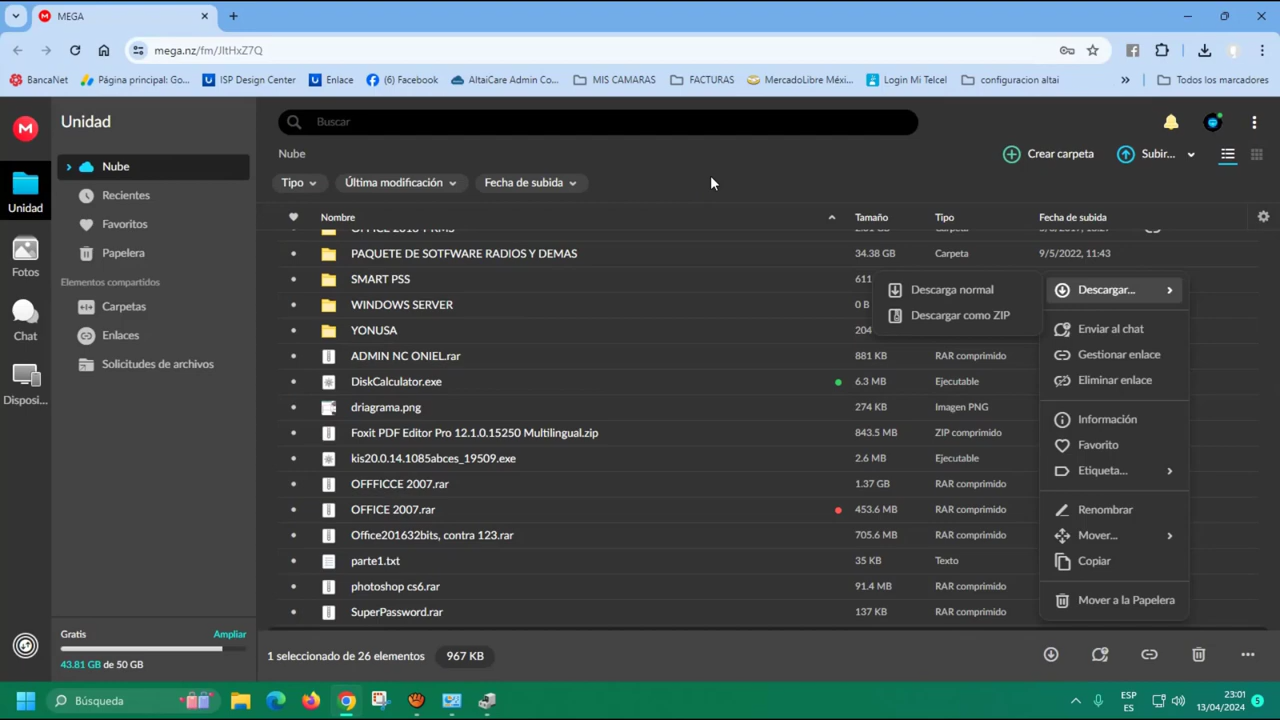 MEGA
mega.nz/fm/JltHxZ7Q
BancaNet
Página principal: Go...
ISP Design Center
Enlace
Facebook
AltaiCare Admin Co...
MIS CAMARAS
FACTURAS
MercadoLibre Méxi...
Login Mi Telcel
configuracion altai
»
Todos los marcadores
M
Unidad
Buscar
Nube
Crear carpeta
Subir...
Tipo
Última modificación
Fecha de subida
Unidad
Fotos
Chat
Disposi...
Nube
Recientes
Favoritos
Papelera
Elementos compartidos
Carpetas
Enlaces
Solicitudes de archivos
Nombre Tamaño Tipo Fecha de subida
PAQUETE DE SOTFWARE RADIOS Y DEMAS 34.38 GB Carpeta 9/5/2022, 11:43
SMART PSS 611
WINDOWS SERVER 0 B
YONUSA 204
ADMIN NC ONIEL.rar 881 KB RAR comprimido
DiskCalculator.exe 6.3 MB Ejecutable
driagrama.png 274 KB Imagen PNG
Foxit PDF Editor Pro 12.1.0.15250 Multilingual.zip 843.5 MB ZIP comprimido
kis20.0.14.1085abces_19509.exe 2.6 MB Ejecutable
OFFFICCE 2007.rar 1.37 GB RAR comprimido
OFFICE 2007.rar 453.6 MB RAR comprimido
Office201632bits, contra 123.rar 705.6 MB RAR comprimido
parte1.txt 35 KB Texto
photoshop cs6.rar 91.4 MB RAR comprimido
SuperPassword.rar 137 KB RAR comprimido
Descarga normal
Descargar como ZIP
Descargar...
Enviar al chat
Gestionar enlace
Eliminar enlace
Información
Favorito
Etiqueta...
Renombrar
Mover...
Copiar
Mover a la Papelera
Gratis Ampliar
43.81 GB de 50 GB
1 seleccionado de 26 elementos 967 KB
Búsqueda
ESP
ES
23:01
13/04/2024
5